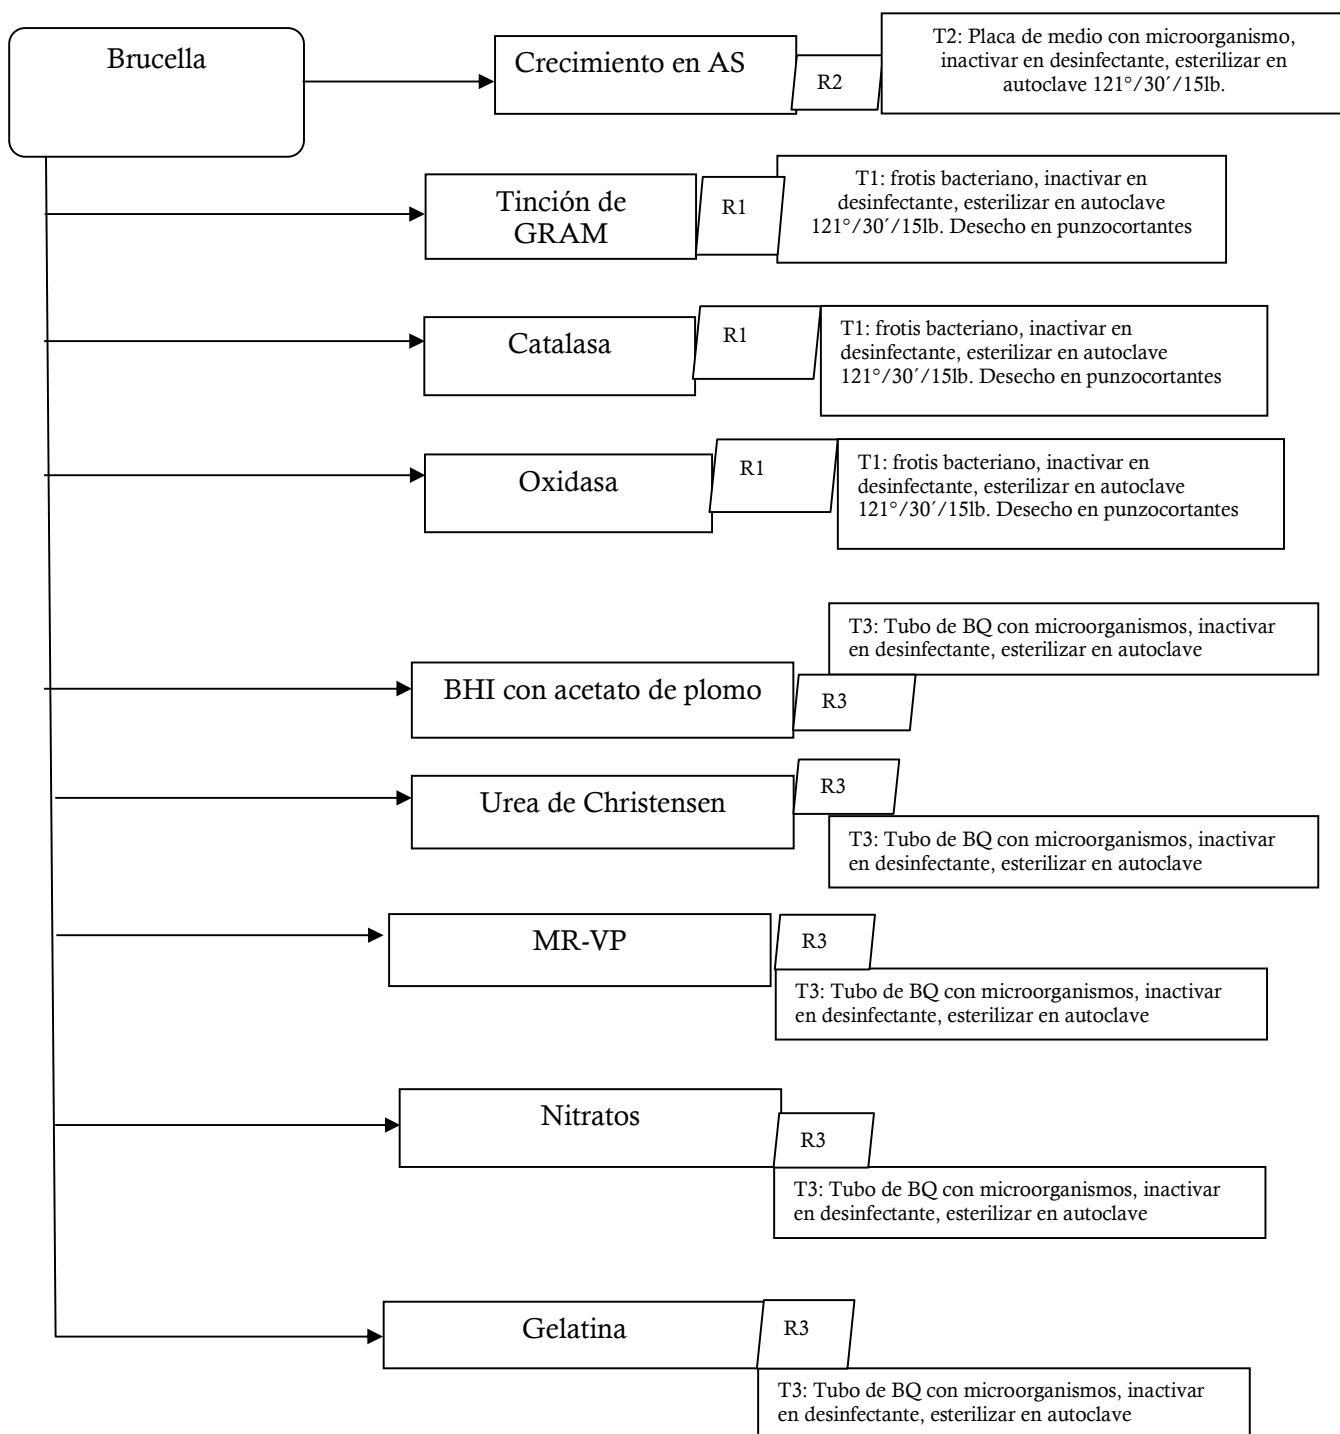 Brucella
Crecimiento en AS
R2
T2: Placa de medio con microorganismo,
inactivar en desinfectante, esterilizar en
autoclave 121°/30´/15lb.
Tinción de
GRAM
R1
T1: frotis bacteriano, inactivar en
desinfectante, esterilizar en autoclave
121°/30´/15lb. Desecho en punzocortantes
Catalasa
R1
T1: frotis bacteriano, inactivar en
desinfectante, esterilizar en autoclave
121°/30´/15lb. Desecho en punzocortantes
Oxidasa
R1
T1: frotis bacteriano, inactivar en
desinfectante, esterilizar en autoclave
121°/30´/15lb. Desecho en punzocortantes
BHI con acetato de plomo
R3
T3: Tubo de BQ con microorganismos, inactivar
en desinfectante, esterilizar en autoclave
Urea de Christensen
R3
T3: Tubo de BQ con microorganismos, inactivar
en desinfectante, esterilizar en autoclave
MR-VP
R3
T3: Tubo de BQ con microorganismos, inactivar
en desinfectante, esterilizar en autoclave
Nitratos
R3
T3: Tubo de BQ con microorganismos, inactivar
en desinfectante, esterilizar en autoclave
Gelatina
R3
T3: Tubo de BQ con microorganismos, inactivar
en desinfectante, esterilizar en autoclave